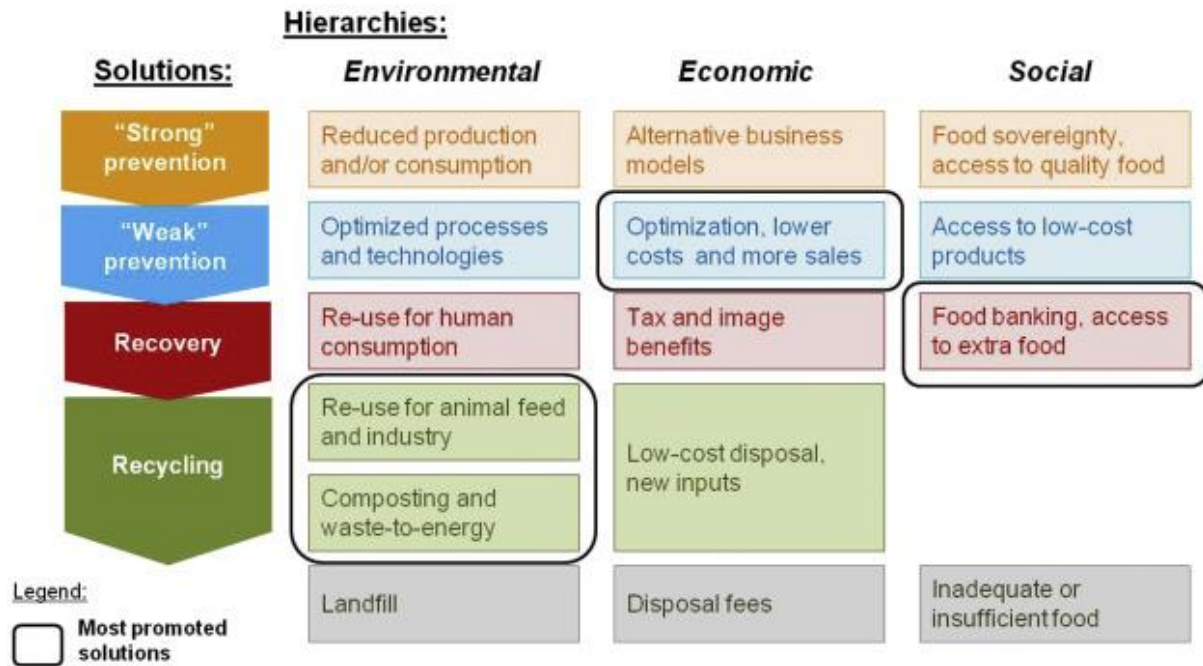 Hierarchies:
Solutions:
Environmental
Economic
Social
“Strong”
prevention
Reduced production
and/or consumption
Alternative business
models
Food sovereignty,
access to quality food
“Weak”
prevention
Optimized processes
and technologies
Optimization, lower
costs and more sales
Access to low-cost
products
Recovery
Re-use for human
consumption
Tax and image
benefits
Food banking, access
to extra food
Recycling
Re-use for animal feed
and industry
Composting and
waste-to-energy
Low-cost disposal,
new inputs
Landfill
Disposal fees
Inadequate or
insufficient food
Legend:
Most promoted
solutions